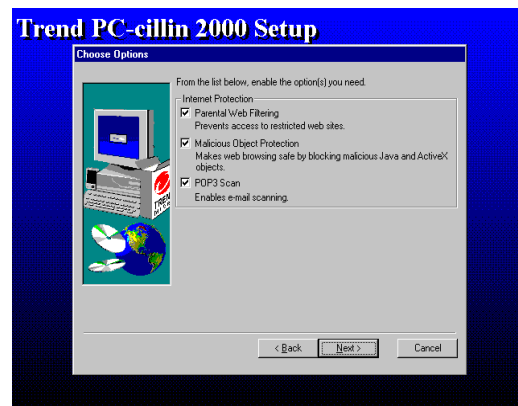 Trend PC-cillin 2000 Setup
Choose Options
From the list below, enable the option(s) you need.
Internet Protection
Parental Web Filtering
Prevents access to restricted web sites.
Malicious Object Protection
Makes web browsing safe by blocking malicious Java and ActiveX
objects.
POP3 Scan
Enables e-mail scanning.
< Back
Next >
Cancel